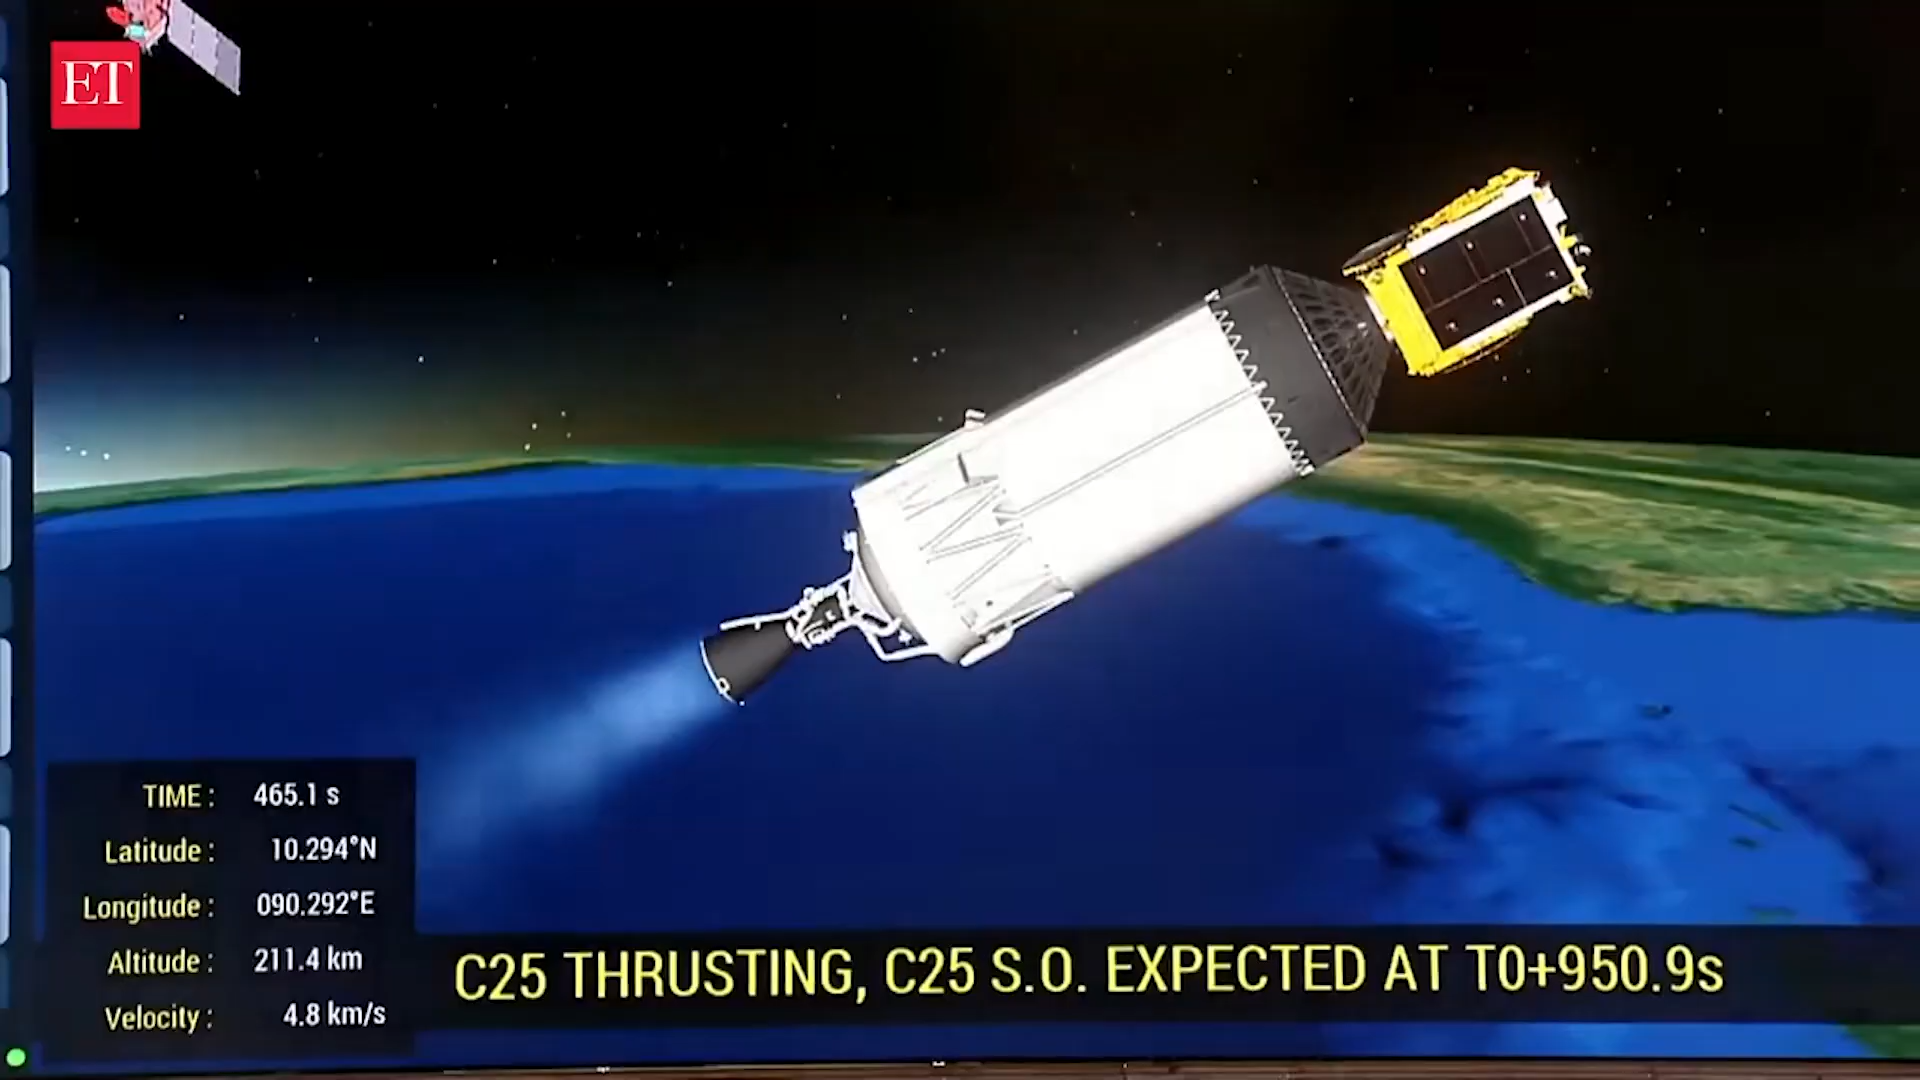 ET
TIME : 465.1 s
Latitude : 10.294°N
Longitude : 090.292°E
Altitude : 211.4 km
Velocity : 4.8 km/s
C25 THRUSTING, C25 S.O. EXPECTED AT T0+950.9s